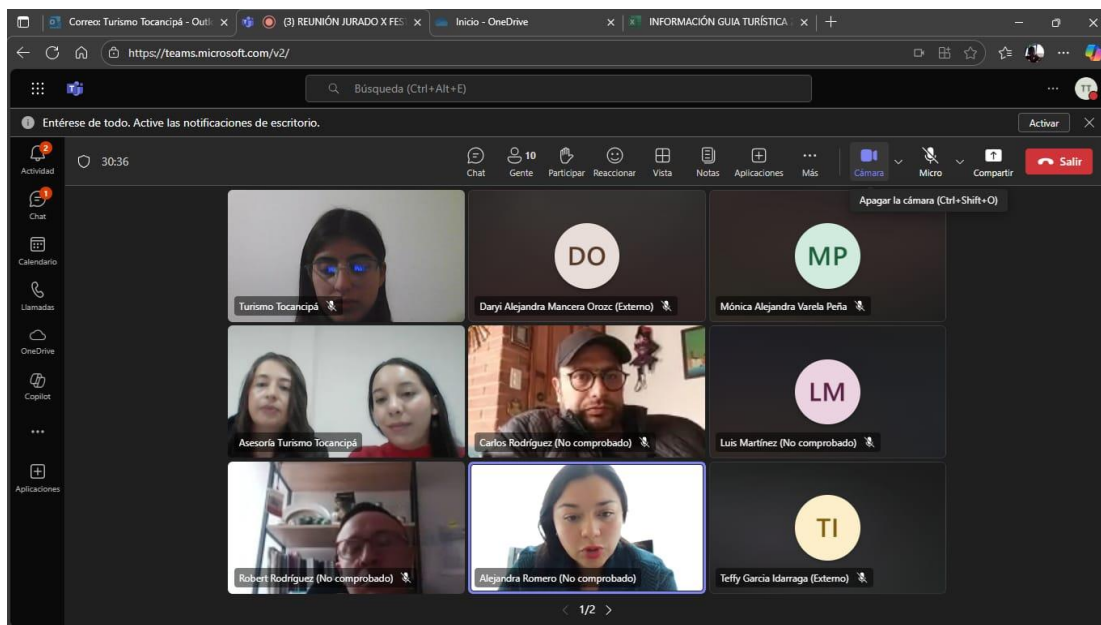 Correo: Turismo Tocancipá - Outl
(3) REUNIÓN JURADO X FES
Inicio - OneDrive
INFORMACIÓN GUIA TURÍSTICA
https://teams.microsoft.com/v2/
Búsqueda (Ctrl+Alt+E)
TT
Entérese de todo. Active las notificaciones de escritorio.
Activar
2
Actividad
30:36
Chat
10
Gente
Participar
Reaccionar
Vista
Notas
Aplicaciones
Más
Cámara
Micro
Compartir
Salir
Apagar la cámara (Ctrl+Shift+O)
1
Chat
Calendario
Llamadas
OneDrive
Copilot
Aplicaciones
Turismo Tocancipá
DO
Daryi Alejandra Mancera Orozc (Externo)
MP
Mónica Alejandra Varela Peña
Asesoría Turismo Tocancipá
Carlos Rodríguez (No comprobado)
LM
Luis Martínez (No comprobado)
Robert Rodríguez (No comprobado)
Alejandra Romero (No comprobado)
TI
Teffy Garcia Idarraga (Externo)
1/2